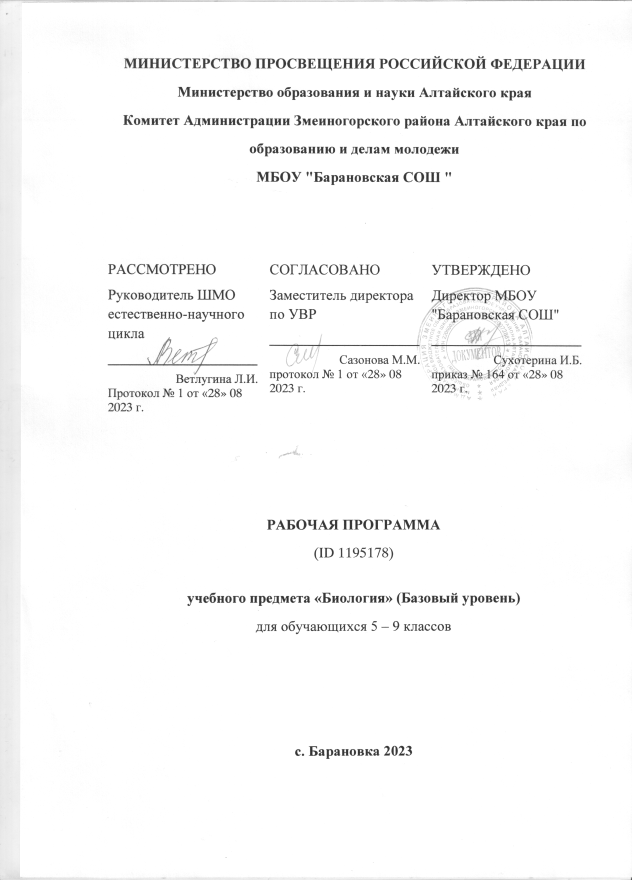 МИНИСТЕРСТВО ПРОСВЕЩЕНИЯ РОССИЙСКОЙ ФЕДЕРАЦИИ
Министерство образования и науки Алтайского края
Комитет Администрации Змеиногорского района Алтайского края по
образованию и делам молодежи
МБОУ "Барановская СОШ "
РАССМОТРЕНО
Руководитель ШМО
естественно-научного
цикла
Ветлугина Л.И.
Протокол № 1 от «28» 08
2023 г.
СОГЛАСОВАНО
Заместитель директора
по УВР
Сазонова М.М.
протокол № 1 от «28» 08
2023 г.
УТВЕРЖДЕНО
Директор МБОУ
"Барановская СОШ"
ДОКУМЕНТОВ
Сухотерина И.Б.
приказ № 164 от «28» 08
2023 г.
РАБОЧАЯ ПРОГРАММА
(ID 1195178)
учебного предмета «Биология» (Базовый уровень)
для обучающихся 5 – 9 классов
с. Барановка 2023